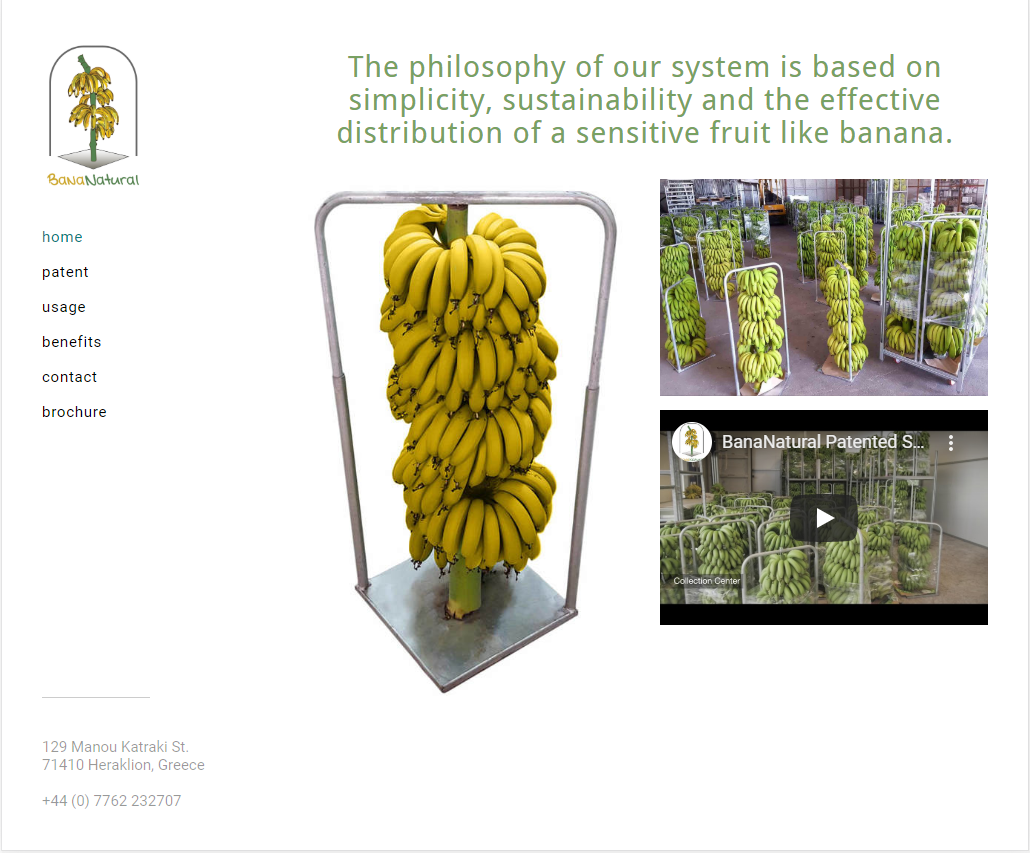 BanaNatural
The philosophy of our system is based on
simplicity, sustainability and the effective
distribution of a sensitive fruit like banana.
home
patent
usage
benefits
contact
brochure
BanaNatural Patented S...
Collection Center
129 Manou Katraki St.
71410 Heraklion, Greece
+44 (0) 7762 232707